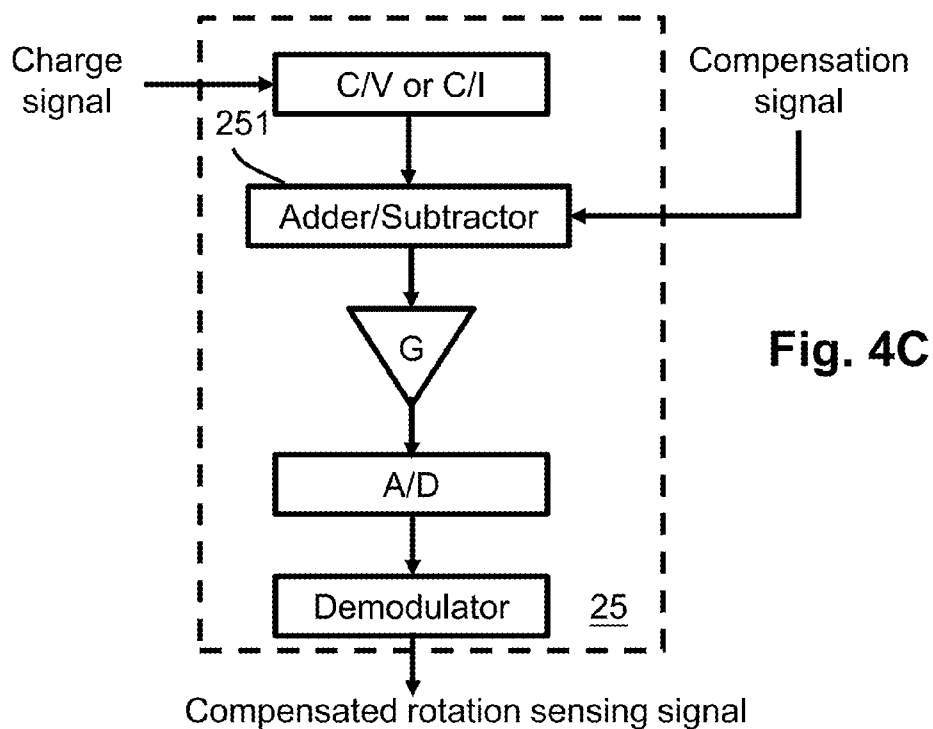 Charge
signal
C/V or C/I
Compensation
signal
251
Adder/Subtractor
G
Fig. 4C
A/D
Demodulator
25
Compensated rotation sensing signal